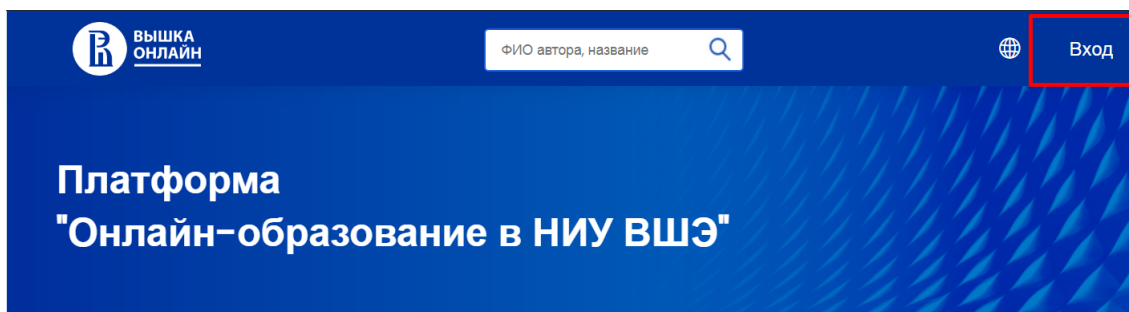 ВЫШКА
ОНЛАЙН
ФИО автора, название
Вход
Платформа
"Онлайн-образование в НИУ ВШЭ"